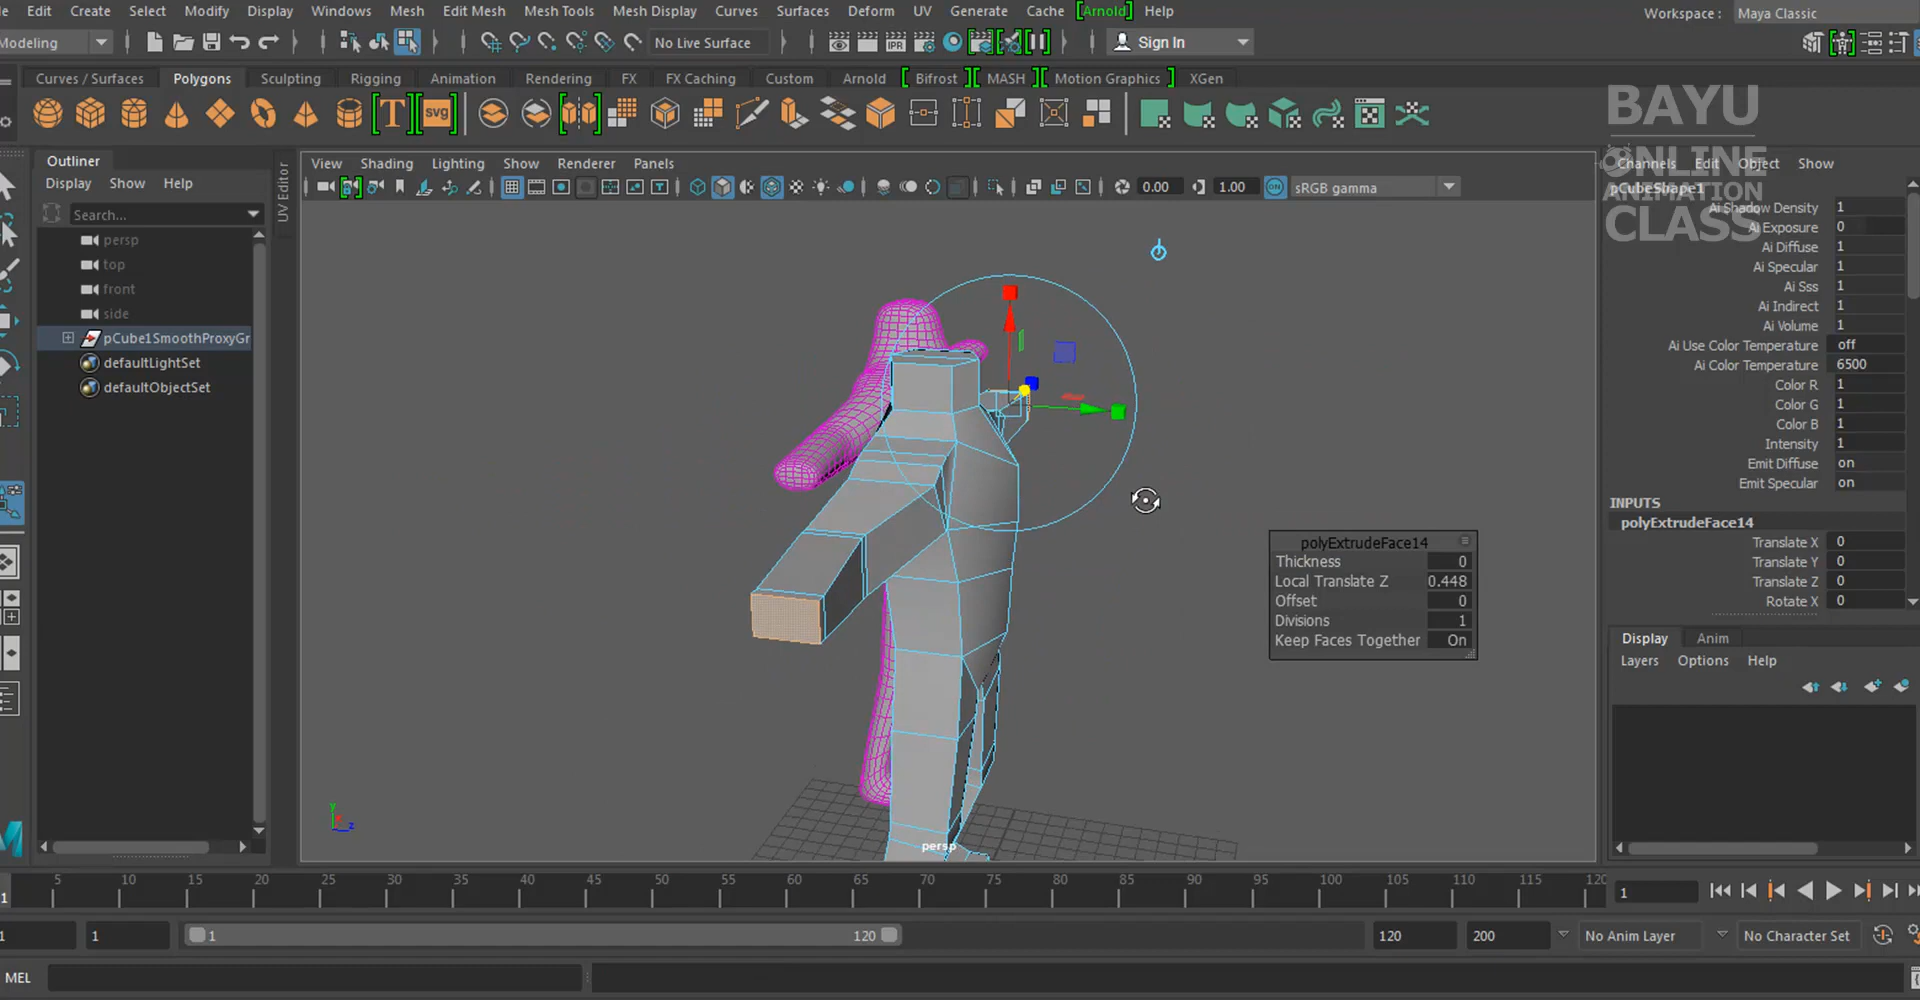 Edit Create Select Modify Display Windows Mesh Edit Mesh Mesh Tools Mesh Display Curves Surfaces Deform UV Generate Cache [Arnold] Help
Workspace : Maya Classic
Modeling
No Live Surface
IPR
Sign In
Curves / Surfaces Polygons Sculpting Rigging Animation Rendering FX FX Caching Custom Arnold [ Bifrost ][ MASH ][ Motion Graphics ] XGen
T
svg
BAYU
ONLINE
ANIMATION
CLASS
Outliner
Display Show Help
Search...
persp
top
front
side
pCube1SmoothProxyGr
defaultLightSet
defaultObjectSet
UV Editor
View Shading Lighting Show Renderer Panels
0.00 1.00 ON sRGB gamma
persp
y
z
polyExtrudeFace14
Thickness 0
Local Translate Z 0.448
Offset 0
Divisions 1
Keep Faces Together On
Channels Edit Object Show
pCubeShape1
Ai Shadow Density 1
Ai Exposure 0
Ai Diffuse 1
Ai Specular 1
Ai Sss 1
Ai Indirect 1
Ai Volume 1
Ai Use Color Temperature off
Ai Color Temperature 6500
Color R 1
Color G 1
Color B 1
Intensity 1
Emit Diffuse on
Emit Specular on
INPUTS
polyExtrudeFace14
Translate X 0
Translate Y 0
Translate Z 0
Rotate X 0
Display Anim
Layers Options Help
1 5 10 15 20 25 30 35 40 45 50 55 60 65 70 75 80 85 90 95 100 105 110 115 120
1
1 1 1 120 120 200 No Anim Layer No Character Set
MEL